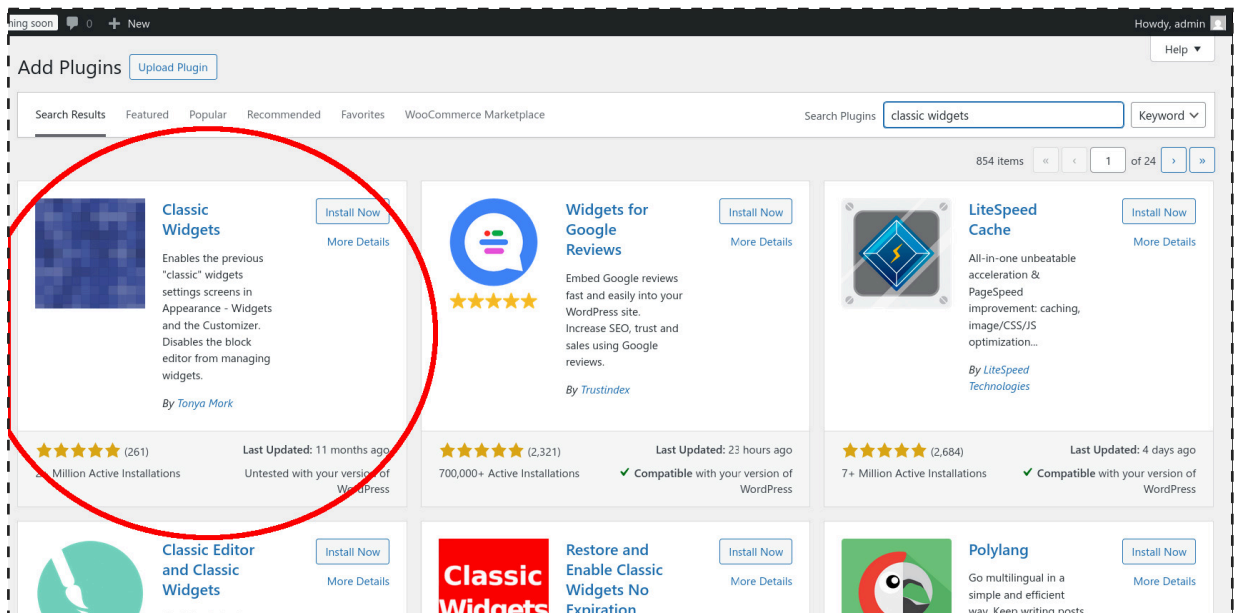 ning soon 0 + New Howdy, admin
Help ▼
Add Plugins Upload Plugin
Search Results Featured Popular Recommended Favorites WooCommerce Marketplace Search Plugins classic widgets Keyword
854 items « ‹ 1 of 24 › »
Classic
Widgets
Install Now
More Details
Enables the previous
"classic" widgets
settings screens in
Appearance - Widgets
and the Customizer.
Disables the block
editor from managing
widgets.
By Tonya Mork
(261)
Last Updated: 11 months ago
Million Active Installations
Untested with your version of
WordPress
Widgets for
Google
Reviews
Install Now
More Details
Embed Google reviews
fast and easily into your
WordPress site.
Increase SEO, trust and
sales using Google
reviews.
By Trustindex
(2,321)
Last Updated: 23 hours ago
700,000+ Active Installations
Compatible with your version of
WordPress
LiteSpeed
Cache
Install Now
More Details
All-in-one unbeatable
acceleration &
PageSpeed
improvement: caching,
image/CSS/JS
optimization...
By LiteSpeed
Technologies
(2,684)
Last Updated: 4 days ago
7+ Million Active Installations
Compatible with your version of
WordPress
Classic Editor
and Classic
Widgets
Install Now
More Details
Classic
Widgets
Restore and
Enable Classic
Widgets No
Expiration
Install Now
More Details
Polylang
Install Now
More Details
Go multilingual in a
simple and efficient
way. Keep writing posts